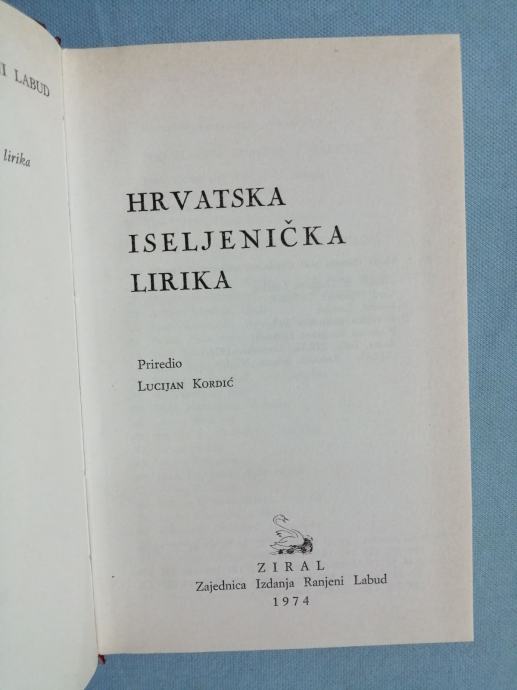 LABUD
lirika
HRVATSKA
ISELJENIČKA
LIRIKA
Priredio
LUCIJAN KORDIĆ
ZIRAL
Zajednica Izdanja Ranjeni Labud
1974